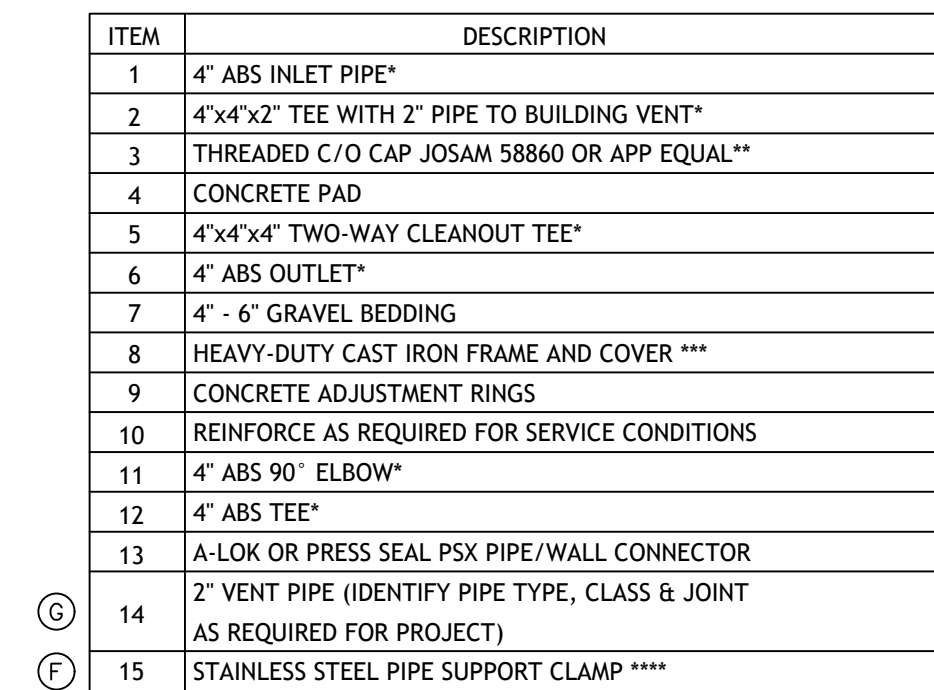 ITEM DESCRIPTION
1 4" ABS INLET PIPE*
2 4"x4"x2" TEE WITH 2" PIPE TO BUILDING VENT*
3 THREADED C/O CAP JOSAM 58860 OR APP EQUAL**
4 CONCRETE PAD
5 4"x4"x4" TWO-WAY CLEANOUT TEE*
6 4" ABS OUTLET*
7 4" - 6" GRAVEL BEDDING
8 HEAVY-DUTY CAST IRON FRAME AND COVER ***
9 CONCRETE ADJUSTMENT RINGS
10 REINFORCE AS REQUIRED FOR SERVICE CONDITIONS
11 4" ABS 90° ELBOW*
12 4" ABS TEE*
13 A-LOK OR PRESS SEAL PSX PIPE/WALL CONNECTOR
G 14 2" VENT PIPE (IDENTIFY PIPE TYPE, CLASS & JOINT
AS REQUIRED FOR PROJECT)
F 15 STAINLESS STEEL PIPE SUPPORT CLAMP ****